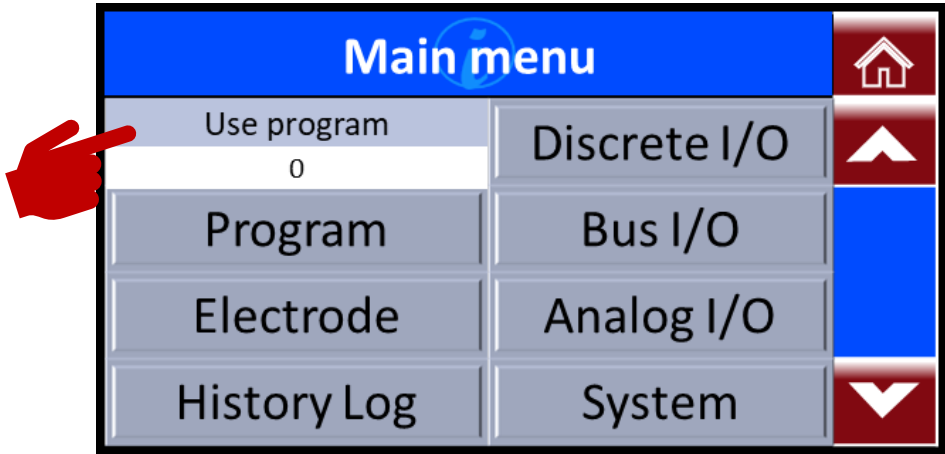 Main menu
Use program
0
Discrete I/O
Program
Bus I/O
Electrode
Analog I/O
History Log
System